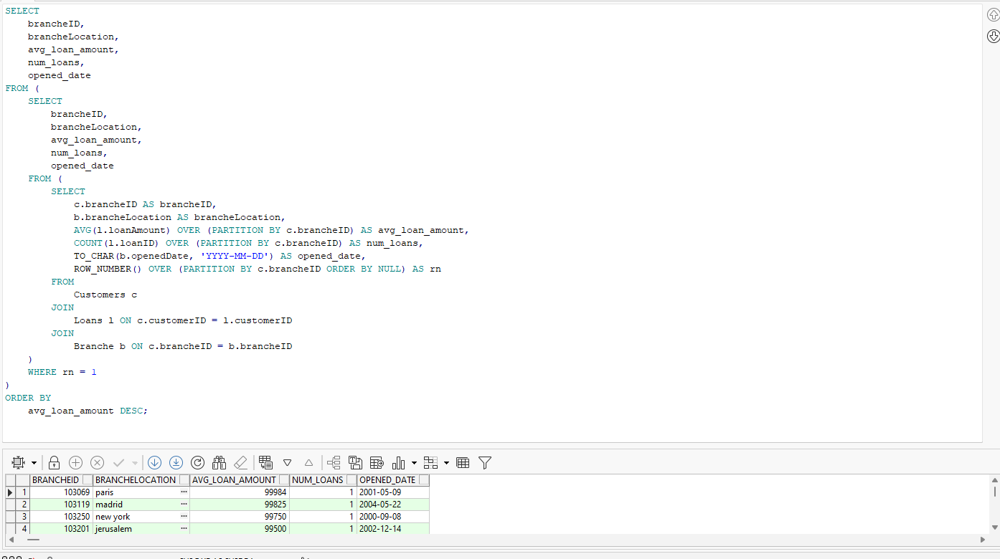 SELECT
    brancheID,
    brancheLocation,
    avg_loan_amount,
    num_loans,
    opened_date
FROM (
    SELECT
        brancheID,
        brancheLocation,
        avg_loan_amount,
        num_loans,
        opened_date
    FROM (
        SELECT
            c.brancheID AS brancheID,
            b.brancheLocation AS brancheLocation,
            AVG(l.loanAmount) OVER (PARTITION BY c.brancheID) AS avg_loan_amount,
            COUNT(l.loanID) OVER (PARTITION BY c.brancheID) AS num_loans,
            TO_CHAR(b.openedDate, 'YYYY-MM-DD') AS opened_date,
            ROW_NUMBER() OVER (PARTITION BY c.brancheID ORDER BY NULL) AS rn
        FROM
            Customers c
        JOIN
            Loans l ON c.customerID = l.customerID
        JOIN
            Branche b ON c.brancheID = b.brancheID
    )
    WHERE rn = 1
)
ORDER BY
    avg_loan_amount DESC;
BRANCHEID BRANCHELOCATION AVG_LOAN_AMOUNT NUM_LOANS OPENED_DATE
1 103069 paris ... 99984 1 2001-05-09
2 103119 madrid ... 99825 1 2004-05-22
3 103250 new york ... 99750 1 2000-09-08
4 103201 jerusalem ... 99500 1 2002-12-14